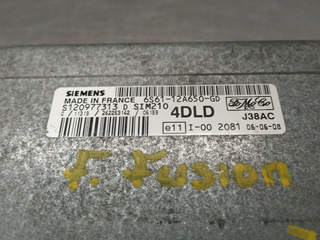 SIEMENS
MADE IN FRANCE 6S61-12A650-GD
S120977313 D SIM210
4DLD
J38AC
e11 I-00 2081 06-06-08
F. Fusion